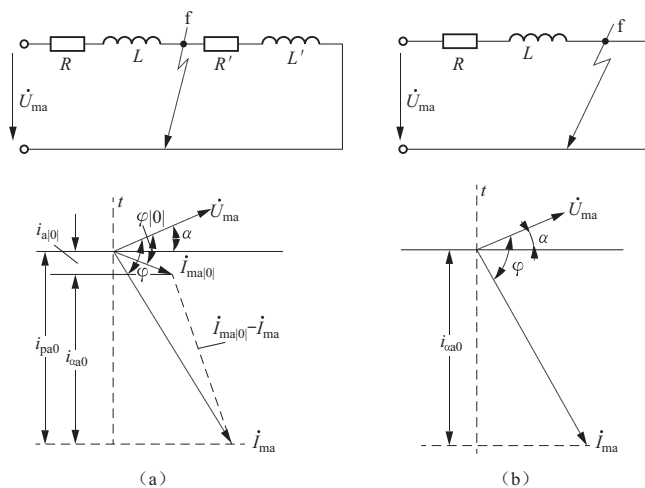 f
R
L
R′
L′
U̇ma
t
φ|0|
U̇ma
α
ia|0|
φ
İma|0|
ipa0
iαa0
İma|0|−İma
İma
(a)
f
R
L
U̇ma
t
U̇ma
α
φ
iαa0
İma
(b)